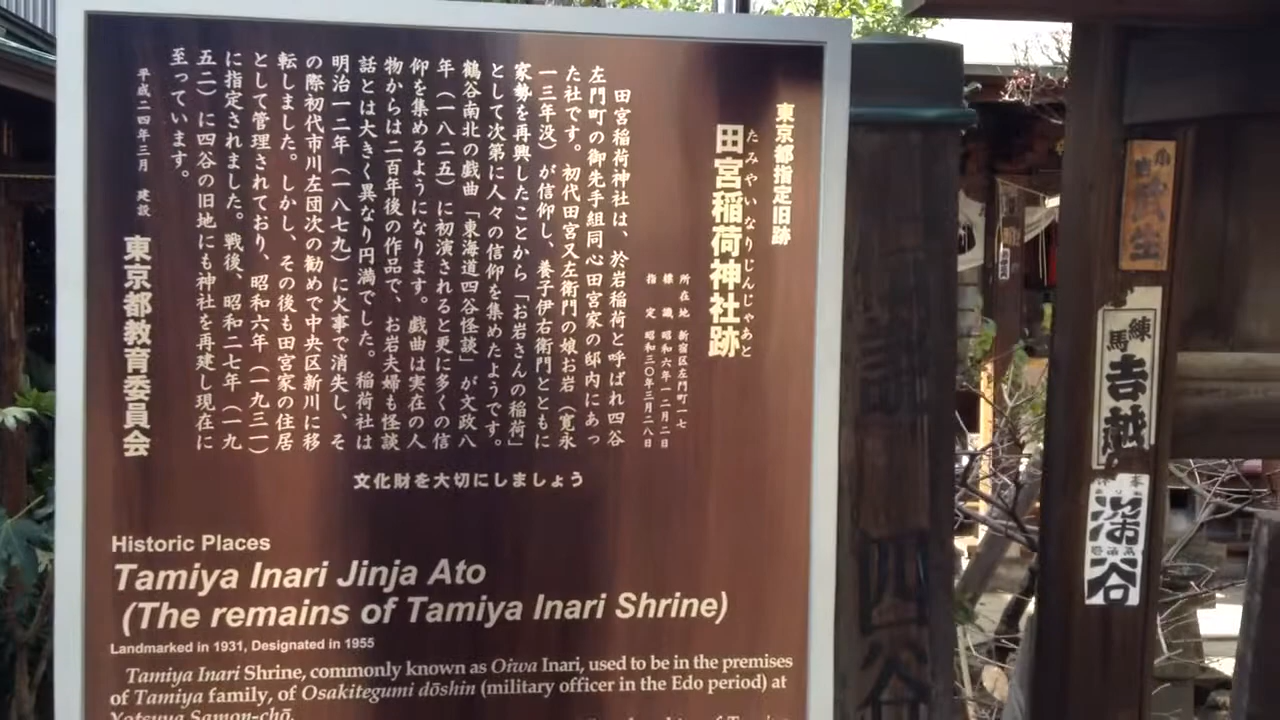 東京都指定旧跡
たみやいなりじんじゃあと
田宮稲荷神社跡
所在地 新宿区左門町一七
標識 昭和六年一二月二日
指定 昭和三〇年三月二八日
田宮稲荷神社は、於岩稲荷と呼ばれ四谷
左門町の御先手組同心田宮家の邸内にあっ
た社です。初代田宮又左衛門の娘お岩（寛永
一三年没）が信仰し、養子伊右衛門とともに
家勢を再興したことから「お岩さんの稲荷」
として次第に人々の信仰を集めたようです。
鶴谷南北の戯曲「東海道四谷怪談」が文政八
年（一八二五）に初演されると更に多くの信
仰を集めるようになります。戯曲は実在の人
物からは二百年後の作品で、お岩夫婦も怪談
話とは大きく異なり円満でした。稲荷社は
明治一二年（一八七九）に火事で消失し、そ
の際初代市川左団次の勧めで中央区新川に移
転しました。しかし、その後も田宮家の住居
として管理されており、昭和六年（一九三一）
に指定されました。戦後、昭和二七年（一九
五二）に四谷の旧地にも神社を再建し現在に
至っています。
平成二四年三月 建設
東京都教育委員会
文化財を大切にしましょう
Historic Places
Tamiya Inari Jinja Ato
(The remains of Tamiya Inari Shrine)
Landmarked in 1931, Designated in 1955
Tamiya Inari Shrine, commonly known as Oiwa Inari, used to be in the premises
of Tamiya family, of Osakitegumi dōshin (military officer in the Edo period) at
Yotsuya Samon-chō.
四谷
武生
練馬
吉越
深谷